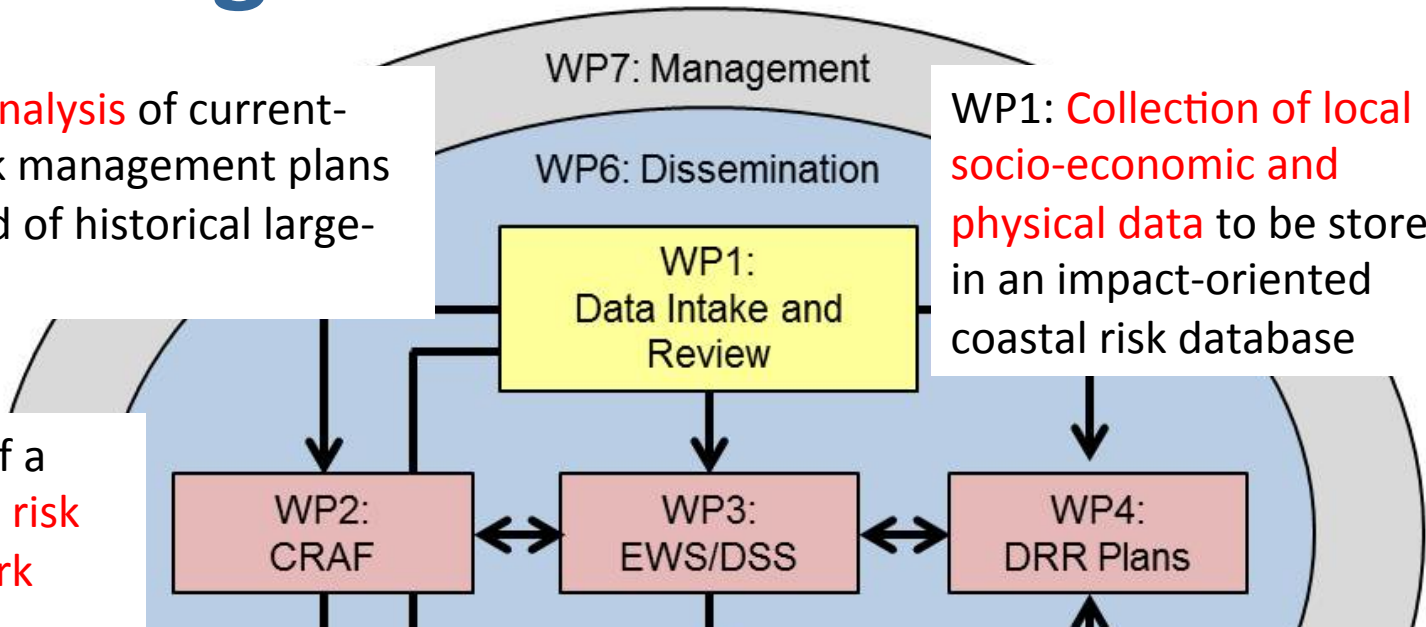 g
WP7: Management
nalysis of current-
k management plans
d of historical large-
WP6: Dissemination
WP1: Collection of local
socio-economic and
physical data to be store
in an impact-oriented
coastal risk database
WP1:
Data Intake and
Review
f a
risk
rk
WP2:
CRAF
WP3:
EWS/DSS
WP4:
DRR Plans